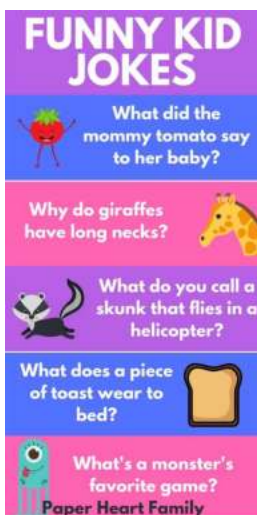 FUNNY KID
JOKES
What did the
mommy tomato say
to her baby?
Why do giraffes
have long necks?
What do you call a
skunk that flies in a
helicopter?
What does a piece
of toast wear to
bed?
What's a monster's
favorite game?
Paper Heart Family